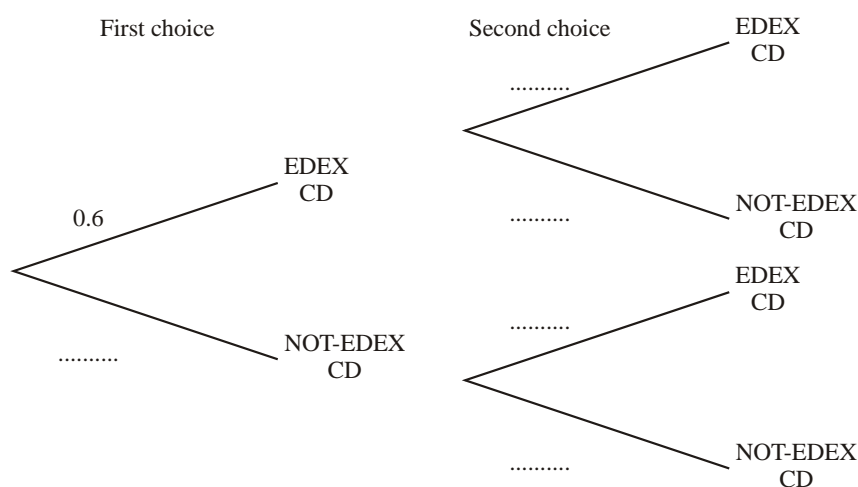 First choice
Second choice
EDEX
CD
..........
EDEX
CD
0.6
NOT-EDEX
CD
..........
EDEX
CD
..........
NOT-EDEX
CD
..........
NOT-EDEX
CD
..........